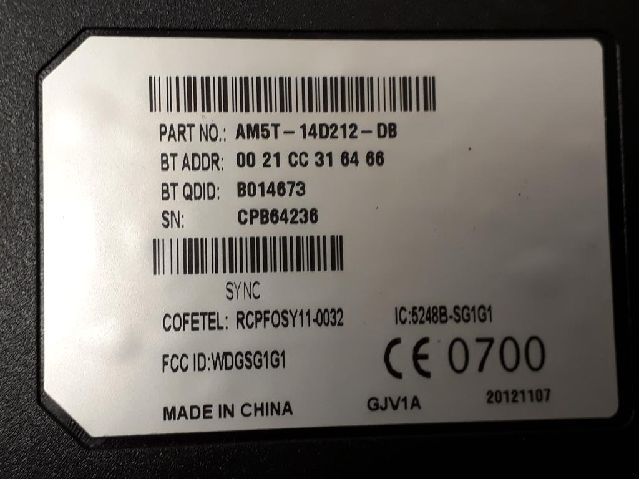 PART NO.: AM5T-14D212-DB
BT ADDR: 00 21 CC 31 64 66
BT QDID: B014673
SN: CPB64236
SYNC
COFETEL: RCPFOSY11-0032 IC:5248B-SG1G1
FCC ID:WDGSG1G1 CE 0700
MADE IN CHINA GJV1A 20121107